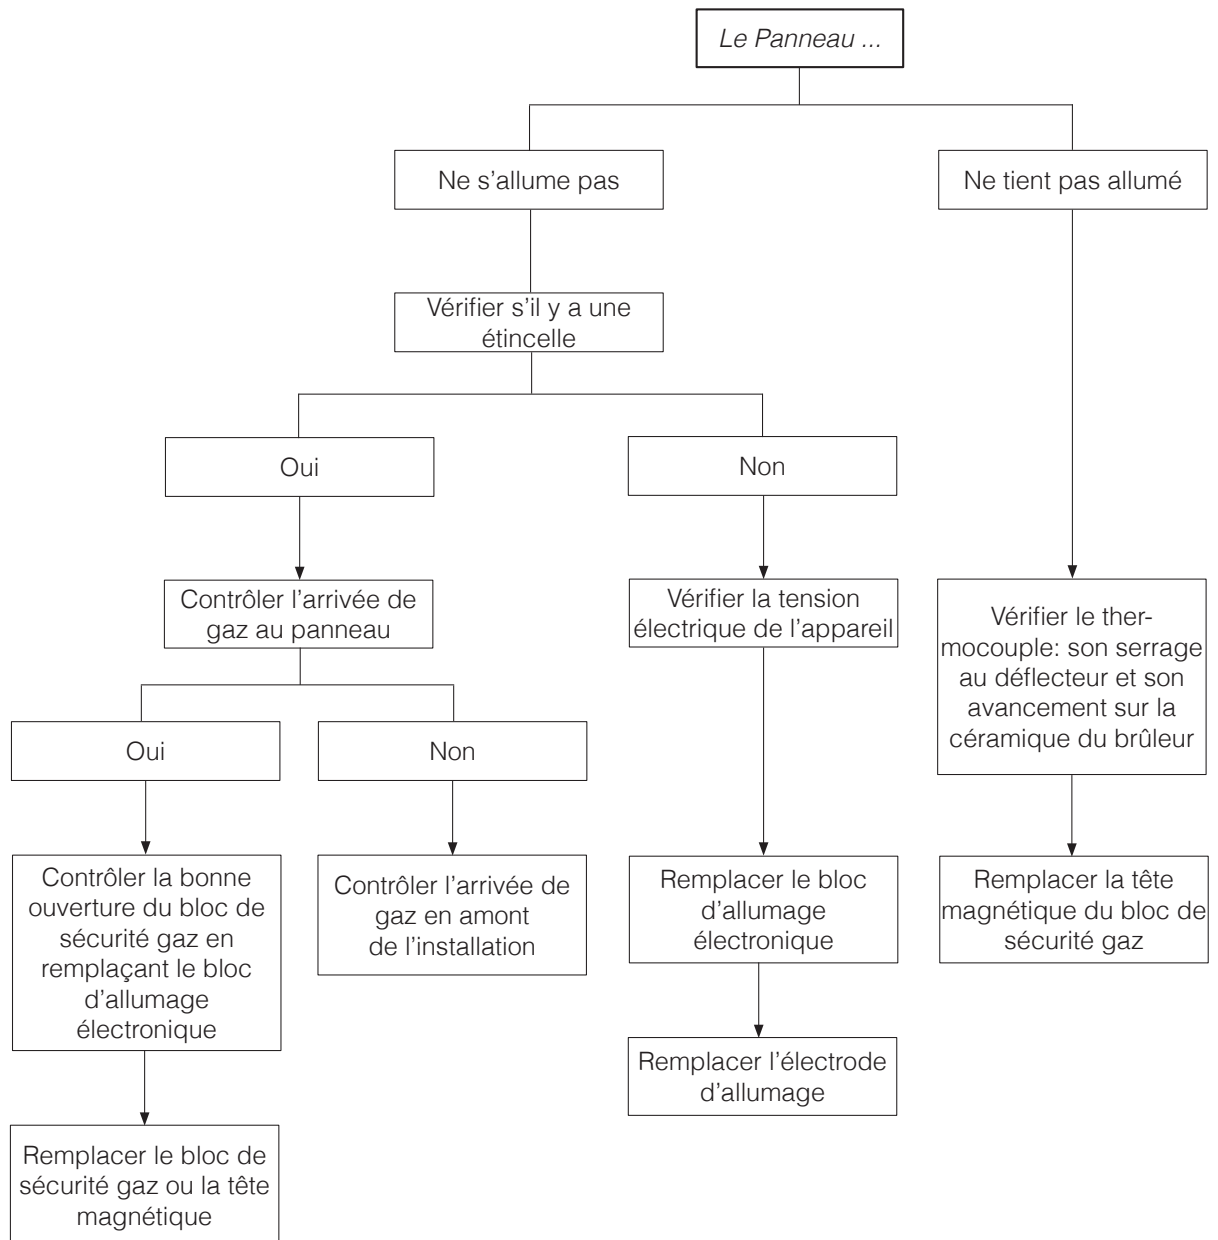 Le Panneau ...
Ne s’allume pas
Ne tient pas allumé
Vérifier s’il y a une
étincelle
Oui
Non
Contrôler l’arrivée de
gaz au panneau
Vérifier la tension
électrique de l’appareil
Vérifier le ther-
mocouple: son serrage
au déflecteur et son
avancement sur la
céramique du brûleur
Oui
Non
Contrôler la bonne
ouverture du bloc de
sécurité gaz en
remplaçant le bloc
d’allumage
électronique
Contrôler l’arrivée de
gaz en amont
de l’installation
Remplacer le bloc
d’allumage
électronique
Remplacer la tête
magnétique du bloc de
sécurité gaz
Remplacer l’électrode
d’allumage
Remplacer le bloc de
sécurité gaz ou la tête
magnétique